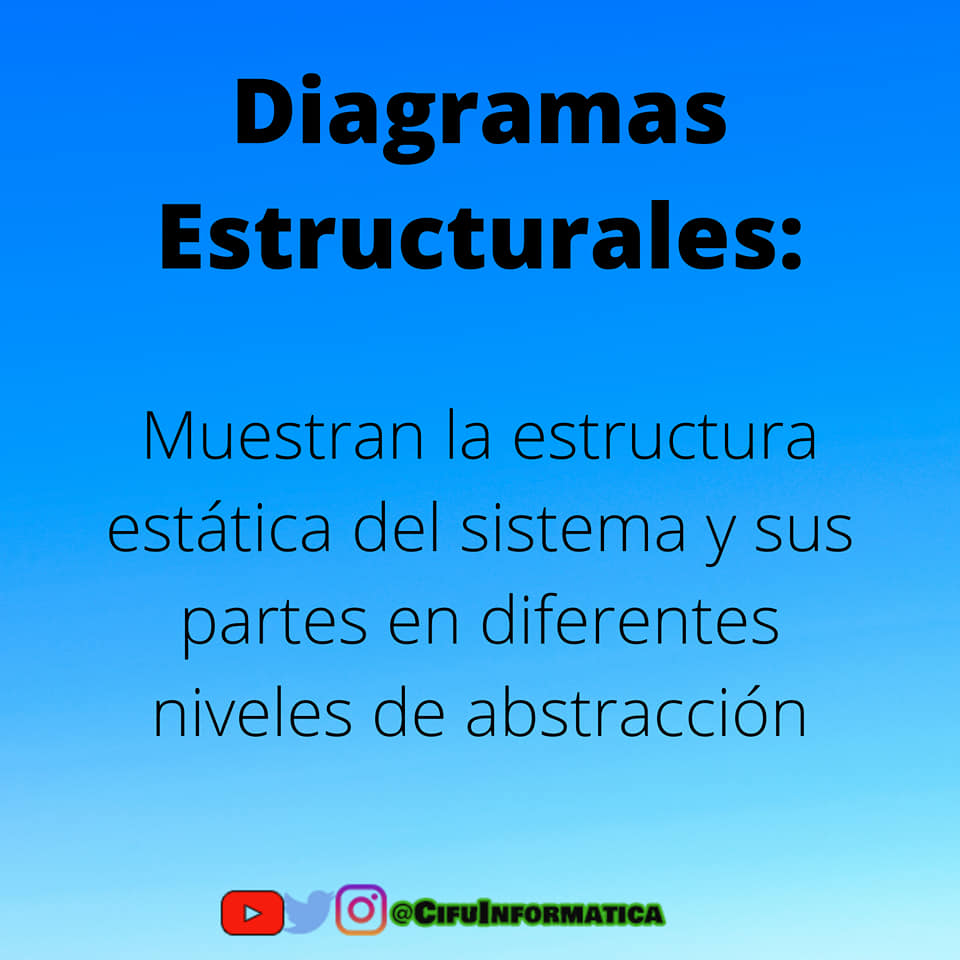 Diagramas
Estructurales:
Muestran la estructura
estática del sistema y sus
partes en diferentes
niveles de abstracción
@CifuInformatica